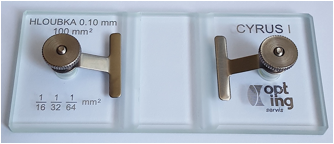 HLOUBKA 0.10 mm
100 mm²
CYRUS I
1/16 1/32 1/64 mm²
opt
ing
servis